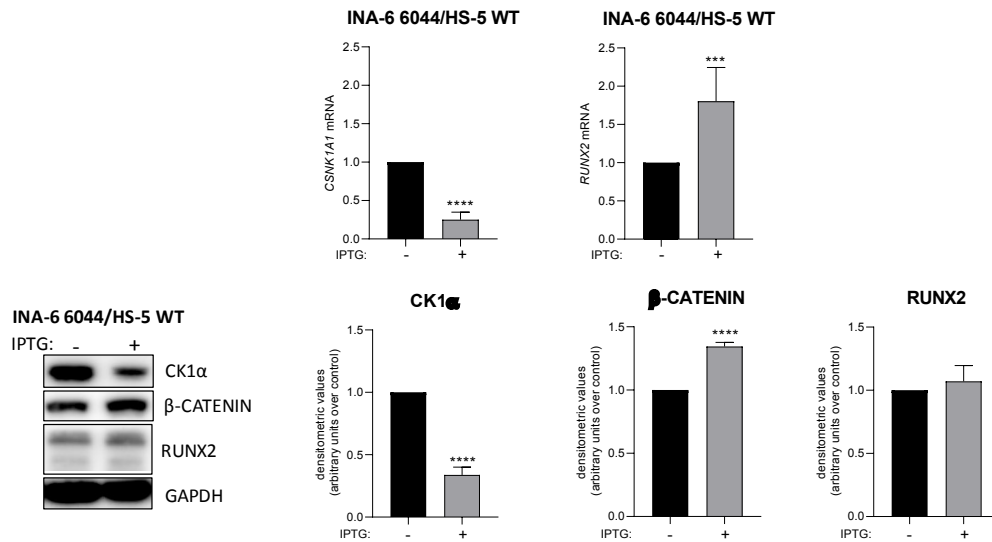 INA-6 6044/HS-5 WT
INA-6 6044/HS-5 WT
CSNK1A1 mRNA
2.5
2.0
1.5
1.0
0.5
0.0
****
IPTG: - +
RUNX2 mRNA
2.5
2.0
1.5
1.0
0.5
0.0
***
IPTG: - +
INA-6 6044/HS-5 WT
IPTG: - +
CK1α
β-CATENIN
RUNX2
GAPDH
CK1α
densitometric values
(arbitrary units over control)
1.5
1.0
0.5
0.0
****
IPTG: - +
β-CATENIN
densitometric values
(arbitrary units over control)
1.5
1.0
0.5
0.0
****
IPTG: - +
RUNX2
densitometric values
(arbitrary units over control)
1.5
1.0
0.5
0.0
IPTG: - +